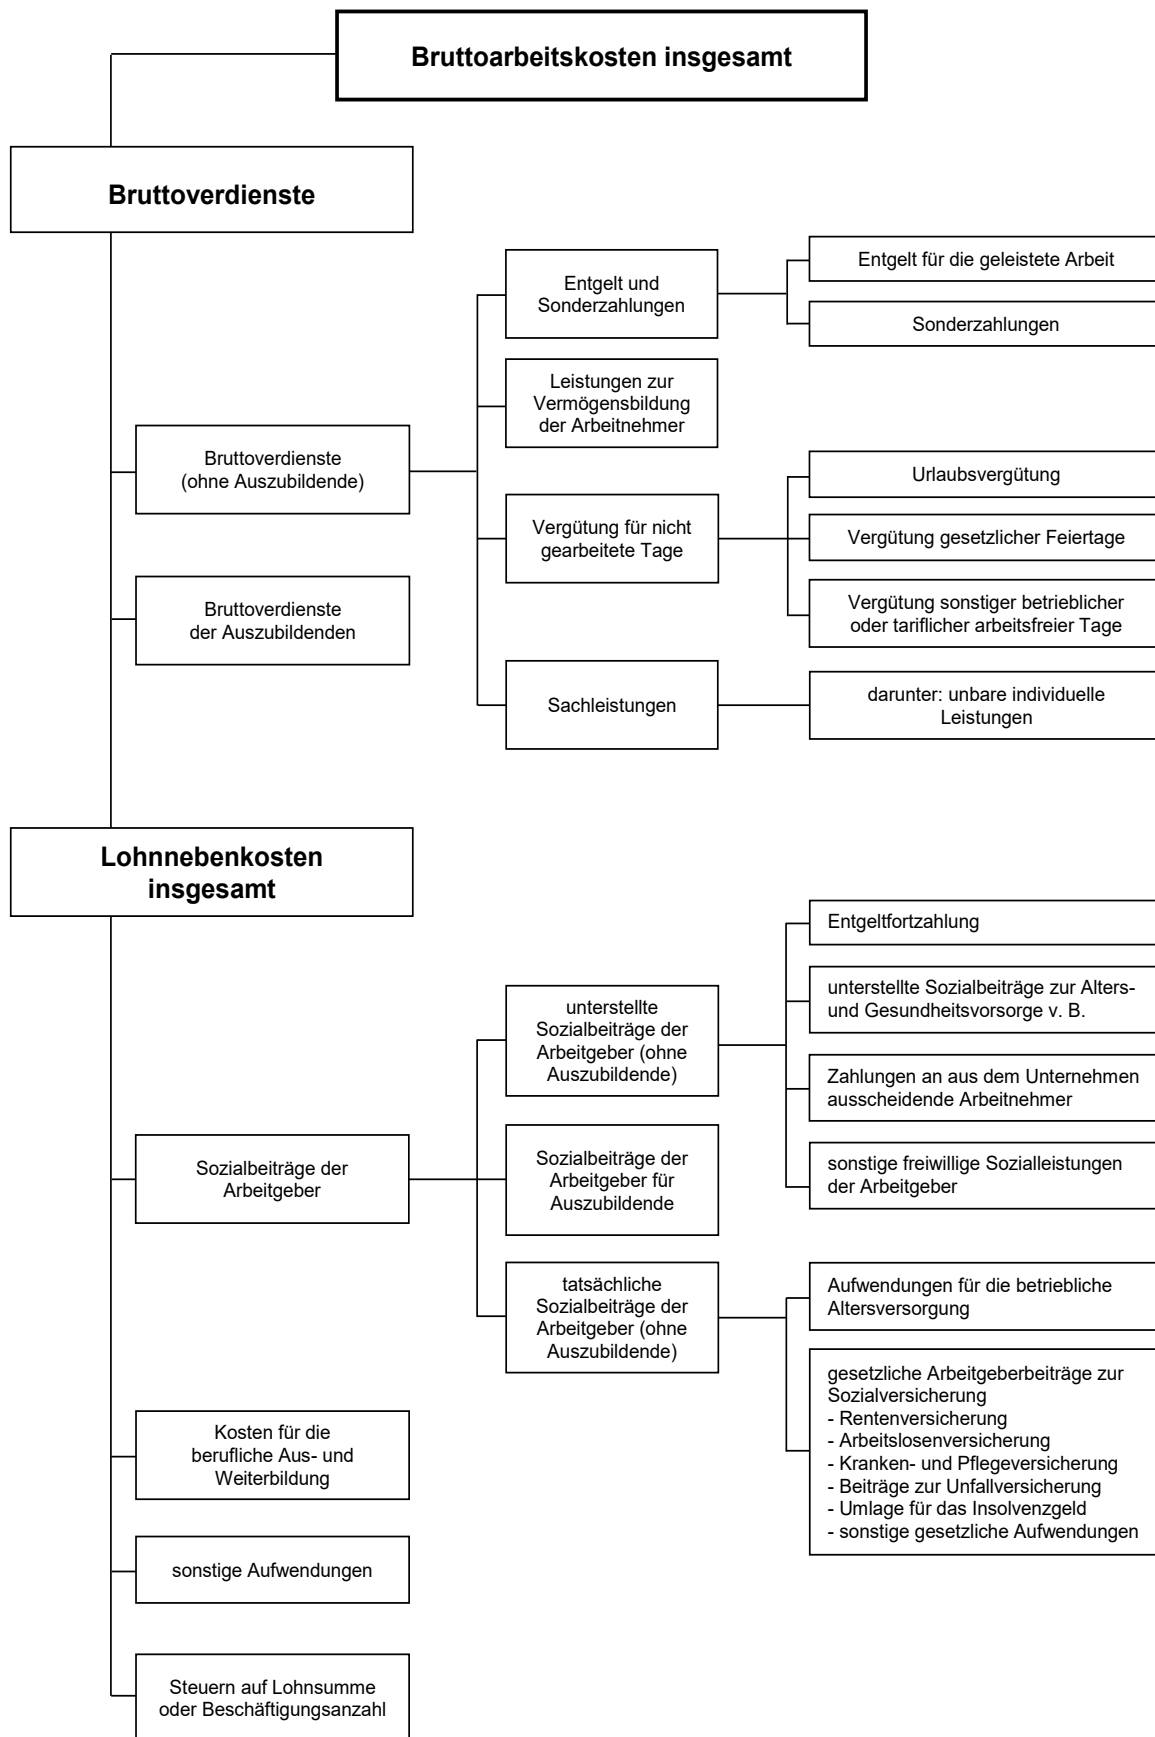 Bruttoarbeitskosten insgesamt
Bruttoverdienste
Bruttoverdienste
(ohne Auszubildende)
Entgelt und
Sonderzahlungen
Entgelt für die geleistete Arbeit
Sonderzahlungen
Leistungen zur
Vermögensbildung
der Arbeitnehmer
Vergütung für nicht
gearbeitete Tage
Urlaubsvergütung
Vergütung gesetzlicher Feiertage
Vergütung sonstiger betrieblicher
oder tariflicher arbeitsfreier Tage
Sachleistungen
darunter: unbare individuelle
Leistungen
Bruttoverdienste
der Auszubildenden
Lohnnebenkosten
insgesamt
Sozialbeiträge der
Arbeitgeber
unterstellte
Sozialbeiträge der
Arbeitgeber (ohne
Auszubildende)
Entgeltfortzahlung
unterstellte Sozialbeiträge zur Alters-
und Gesundheitsvorsorge v. B.
Zahlungen an aus dem Unternehmen
ausscheidende Arbeitnehmer
sonstige freiwillige Sozialleistungen
der Arbeitgeber
Sozialbeiträge der
Arbeitgeber für
Auszubildende
tatsächliche
Sozialbeiträge der
Arbeitgeber (ohne
Auszubildende)
Aufwendungen für die betriebliche
Altersversorgung
gesetzliche Arbeitgeberbeiträge zur
Sozialversicherung
- Rentenversicherung
- Arbeitslosenversicherung
- Kranken- und Pflegeversicherung
- Beiträge zur Unfallversicherung
- Umlage für das Insolvenzgeld
- sonstige gesetzliche Aufwendungen
Kosten für die
berufliche Aus- und
Weiterbildung
sonstige Aufwendungen
Steuern auf Lohnsumme
oder Beschäftigungsanzahl